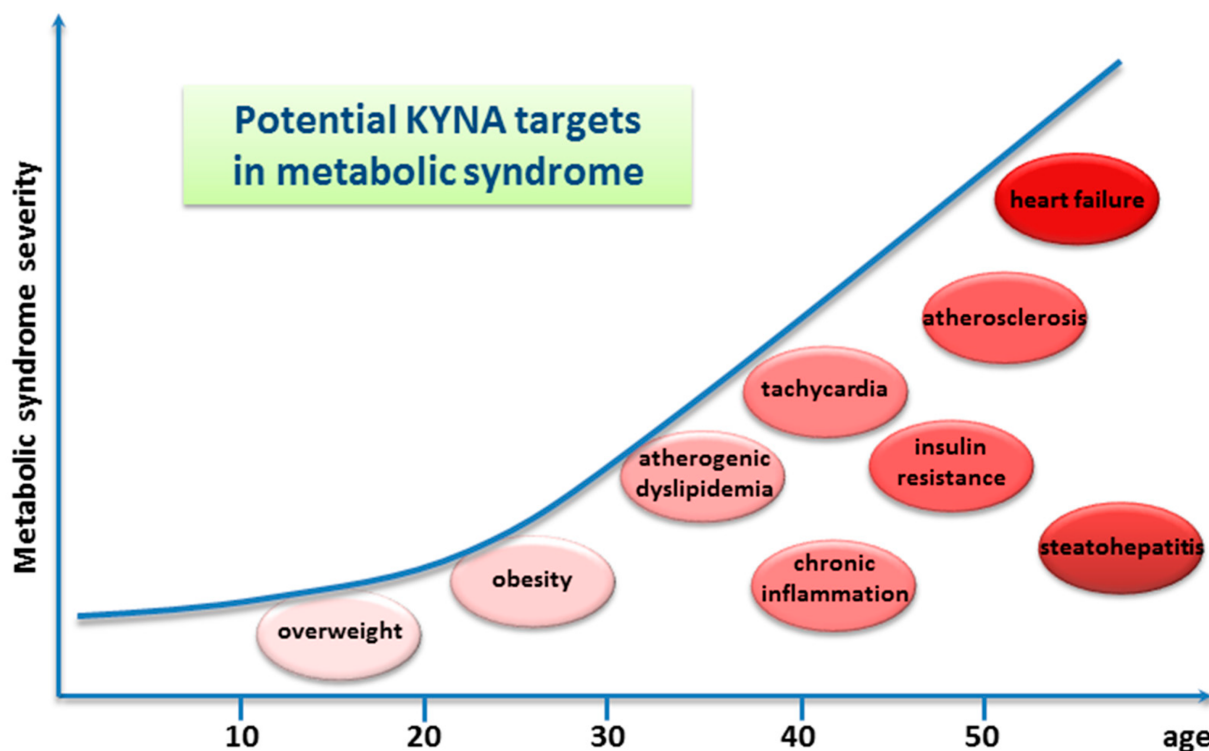 Potential KYNA targets
in metabolic syndrome
Metabolic syndrome severity
heart failure
atherosclerosis
tachycardia
insulin
resistance
atherogenic
dyslipidemia
steatohepatitis
chronic
inflammation
obesity
overweight
10
20
30
40
50
age